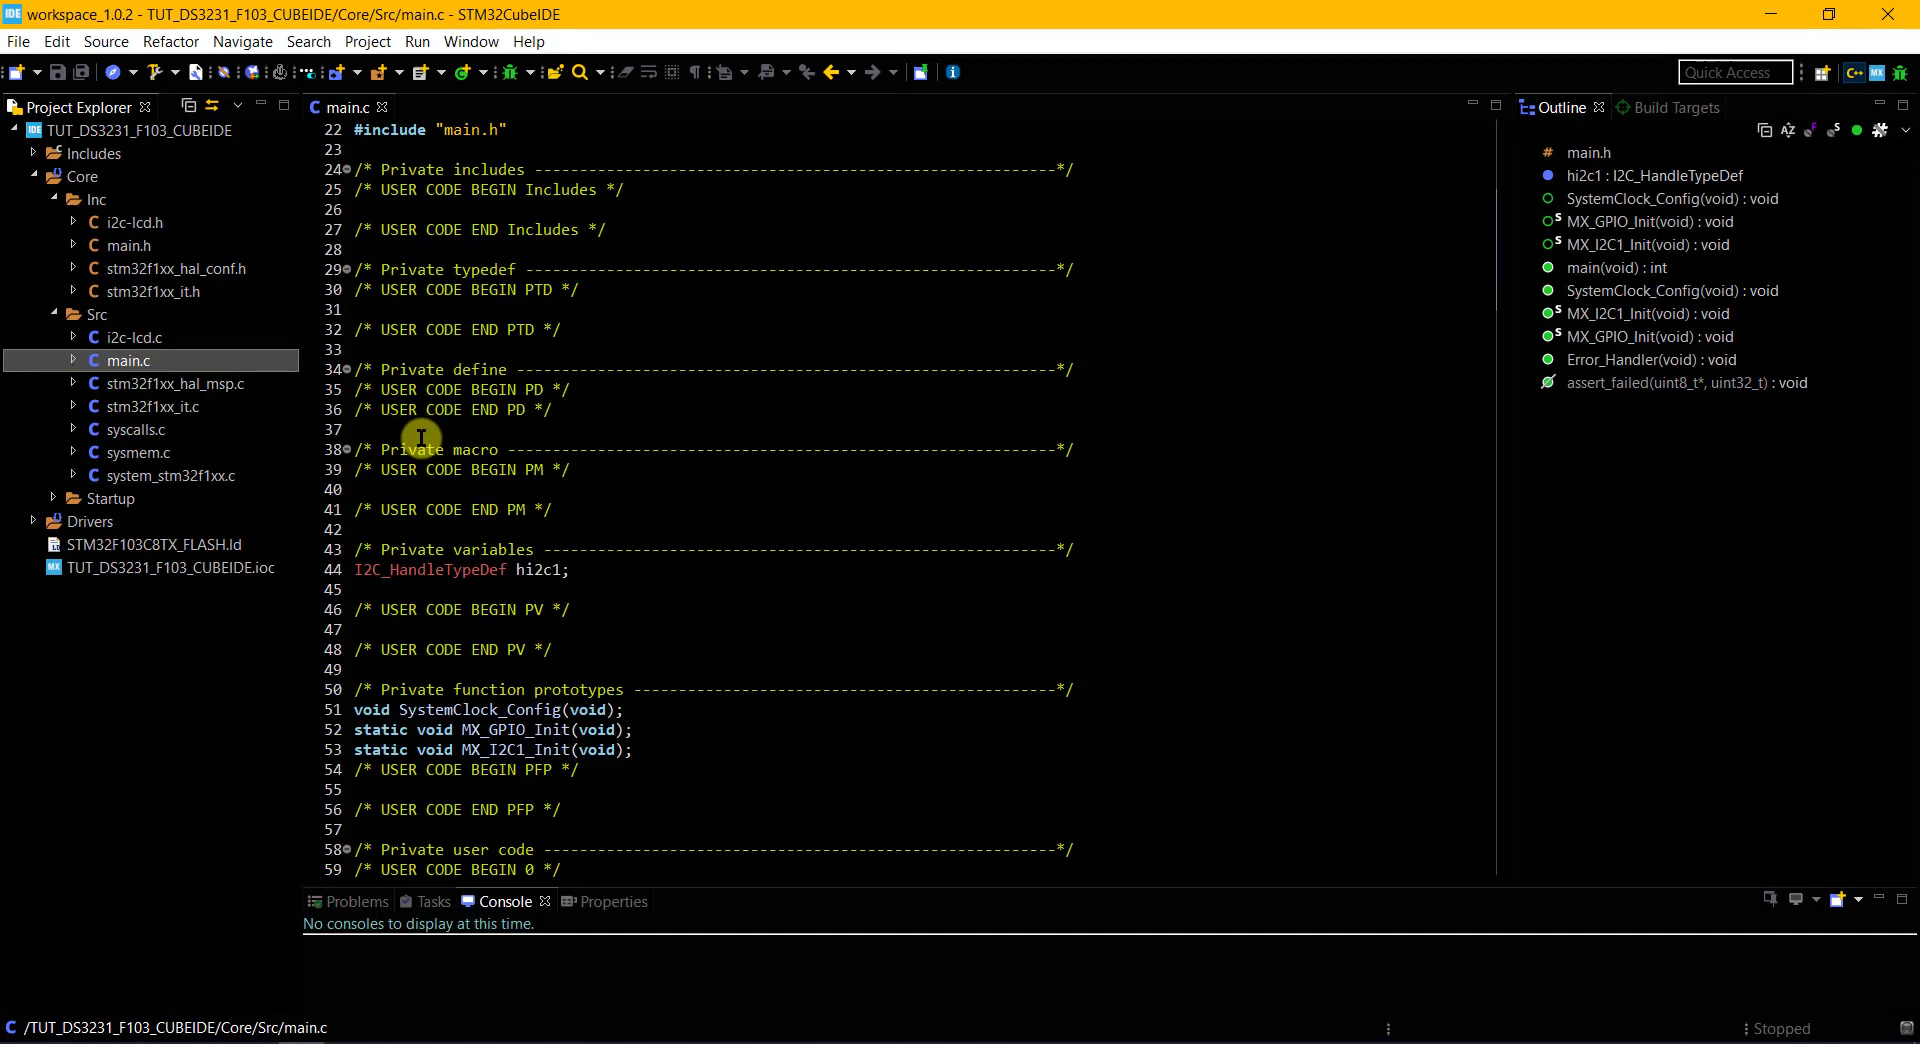 workspace_1.0.2 - TUT_DS3231_F103_CUBEIDE/Core/Src/main.c - STM32CubeIDE
File Edit Source Refactor Navigate Search Project Run Window Help
Quick Access
Project Explorer
TUT_DS3231_F103_CUBEIDE
Includes
Core
Inc
i2c-lcd.h
main.h
stm32f1xx_hal_conf.h
stm32f1xx_it.h
Src
i2c-lcd.c
main.c
stm32f1xx_hal_msp.c
stm32f1xx_it.c
syscalls.c
sysmem.c
system_stm32f1xx.c
Startup
Drivers
STM32F103C8TX_FLASH.ld
TUT_DS3231_F103_CUBEIDE.ioc
main.c
22 #include "main.h"
23
24 /* Private includes ----------------------------------------------------------*/
25 /* USER CODE BEGIN Includes */
26
27 /* USER CODE END Includes */
28
29 /* Private typedef -----------------------------------------------------------*/
30 /* USER CODE BEGIN PTD */
31
32 /* USER CODE END PTD */
33
34 /* Private define ------------------------------------------------------------*/
35 /* USER CODE BEGIN PD */
36 /* USER CODE END PD */
37
38 /* Private macro -------------------------------------------------------------*/
39 /* USER CODE BEGIN PM */
40
41 /* USER CODE END PM */
42
43 /* Private variables ---------------------------------------------------------*/
44 I2C_HandleTypeDef hi2c1;
45
46 /* USER CODE BEGIN PV */
47
48 /* USER CODE END PV */
49
50 /* Private function prototypes -----------------------------------------------*/
51 void SystemClock_Config(void);
52 static void MX_GPIO_Init(void);
53 static void MX_I2C1_Init(void);
54 /* USER CODE BEGIN PFP */
55
56 /* USER CODE END PFP */
57
58 /* Private user code ---------------------------------------------------------*/
59 /* USER CODE BEGIN 0 */
Outline Build Targets
main.h
hi2c1 : I2C_HandleTypeDef
SystemClock_Config(void) : void
MX_GPIO_Init(void) : void
MX_I2C1_Init(void) : void
main(void) : int
SystemClock_Config(void) : void
MX_I2C1_Init(void) : void
MX_GPIO_Init(void) : void
Error_Handler(void) : void
assert_failed(uint8_t*, uint32_t) : void
Problems Tasks Console Properties
No consoles to display at this time.
/TUT_DS3231_F103_CUBEIDE/Core/Src/main.c
Stopped